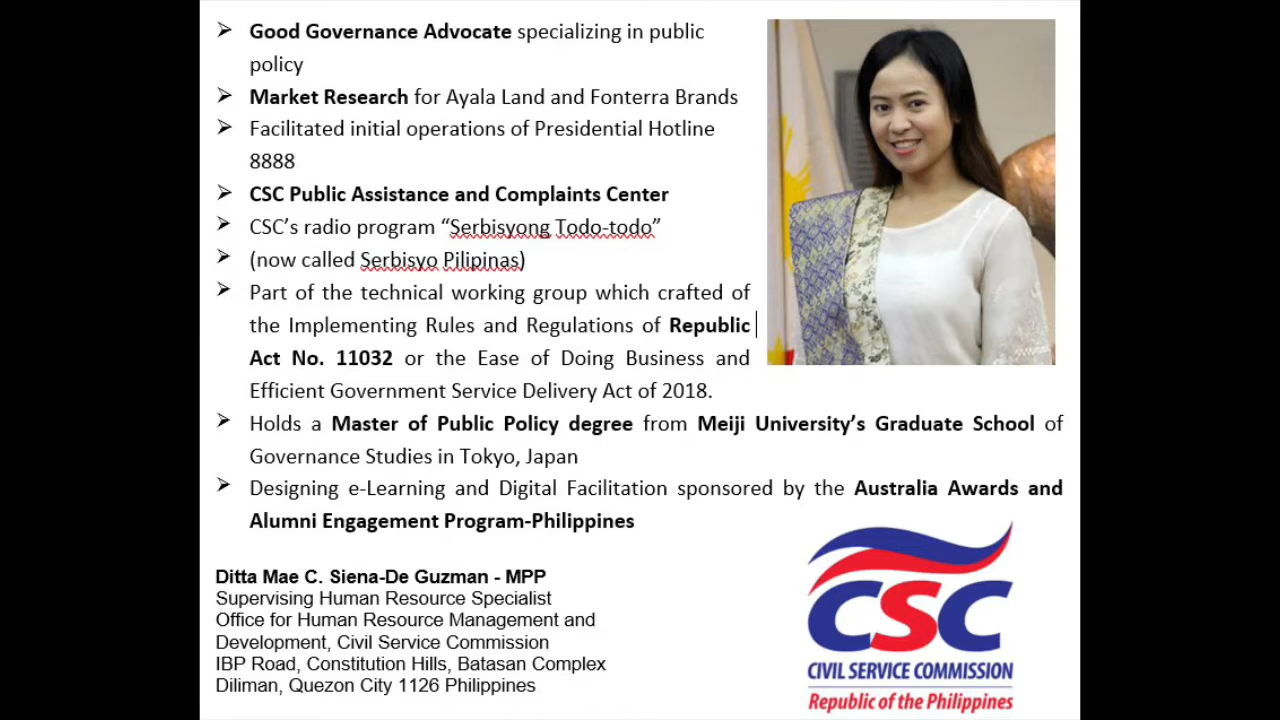 Good Governance Advocate specializing in public
policy
Market Research for Ayala Land and Fonterra Brands
Facilitated initial operations of Presidential Hotline
8888
CSC Public Assistance and Complaints Center
CSC’s radio program “Serbisyong Todo-todo”
(now called Serbisyo Pilipinas)
Part of the technical working group which crafted of
the Implementing Rules and Regulations of Republic
Act No. 11032 or the Ease of Doing Business and
Efficient Government Service Delivery Act of 2018.
Holds a Master of Public Policy degree from Meiji University’s Graduate School of
Governance Studies in Tokyo, Japan
Designing e-Learning and Digital Facilitation sponsored by the Australia Awards and
Alumni Engagement Program-Philippines
Ditta Mae C. Siena-De Guzman - MPP
Supervising Human Resource Specialist
Office for Human Resource Management and
Development, Civil Service Commission
IBP Road, Constitution Hills, Batasan Complex
Diliman, Quezon City 1126 Philippines
CSC
CIVIL SERVICE COMMISSION
Republic of the Philippines